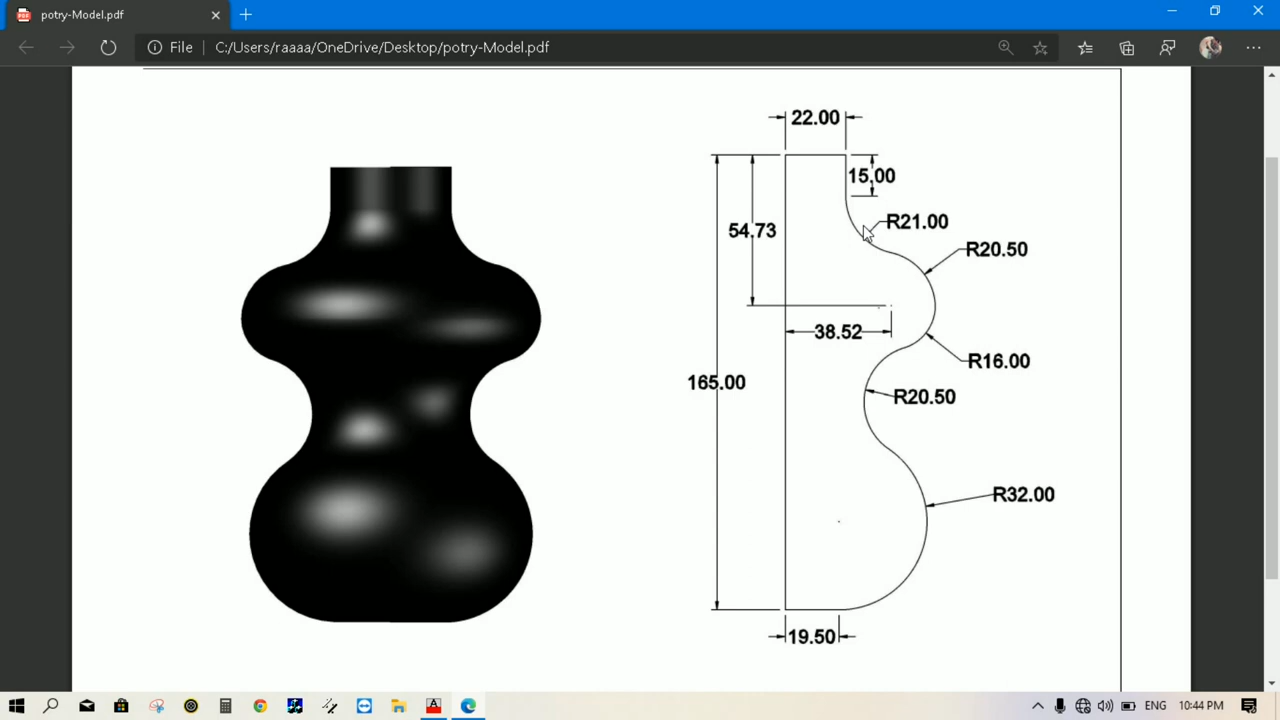 potry-Model.pdf
File
C:/Users/raaaa/OneDrive/Desktop/potry-Model.pdf
22.00
15.00
R21.00
54.73
R20.50
38.52
R16.00
165.00
R20.50
R32.00
19.50
ENG
10:44 PM